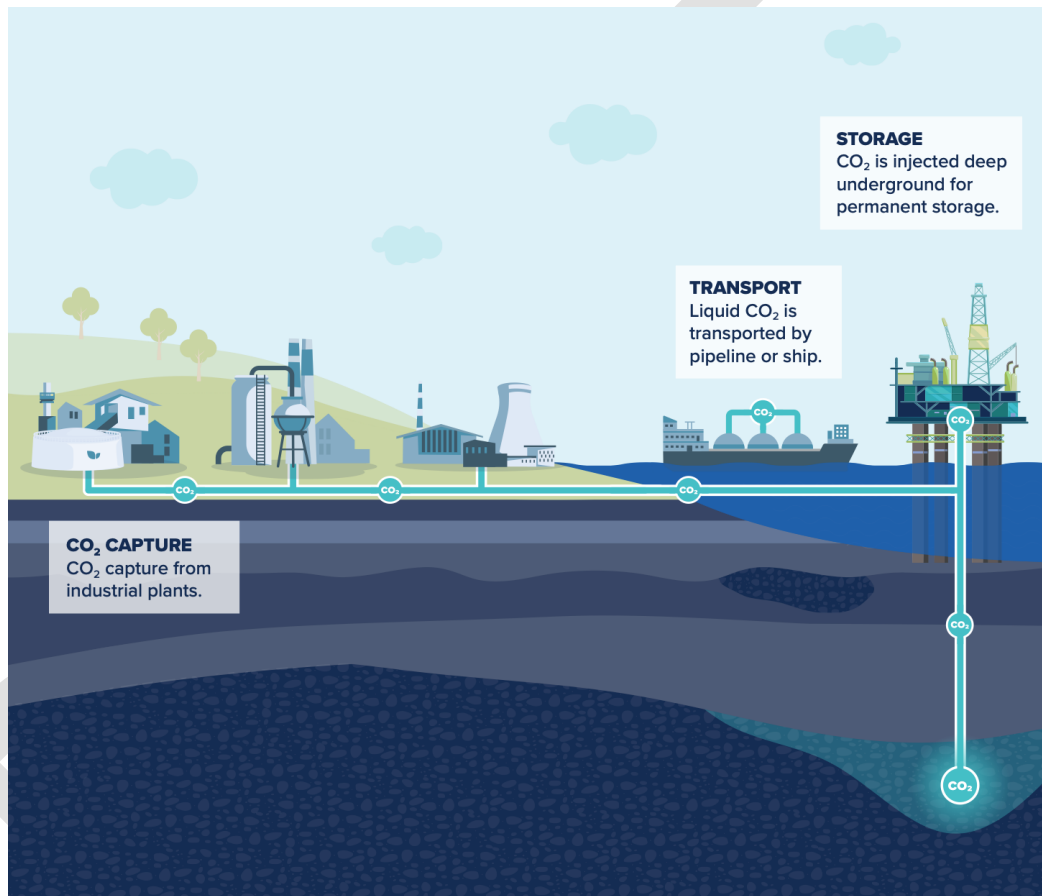 STORAGE
CO₂ is injected deep
underground for
permanent storage.
TRANSPORT
Liquid CO₂ is
transported by
pipeline or ship.
CO₂
CO₂
CO₂
CO₂
CO₂
CO₂ CAPTURE
CO₂ capture from
industrial plants.
CO₂
CO₂